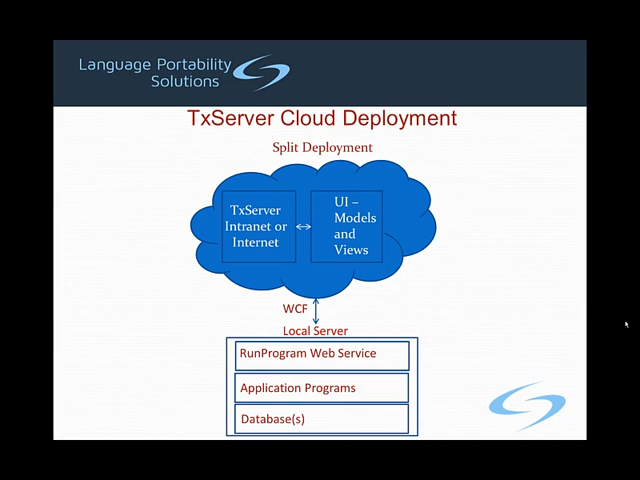 Language Portability
Solutions
TxServer Cloud Deployment
Split Deployment
TxServer
Intranet or
Internet
UI –
Models
and
Views
WCF
Local Server
RunProgram Web Service
Application Programs
Database(s)